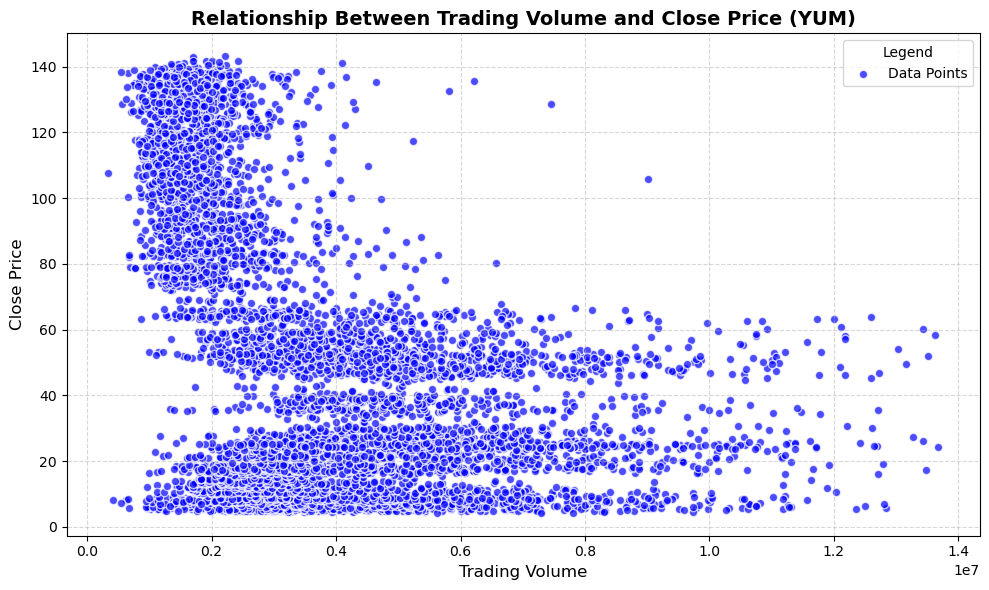 Relationship Between Trading Volume and Close Price (YUM)
Legend
Data Points
Close Price
140
120
100
80
60
40
20
0
0.0 0.2 0.4 0.6 0.8 1.0 1.2 1.4
1e7
Trading Volume